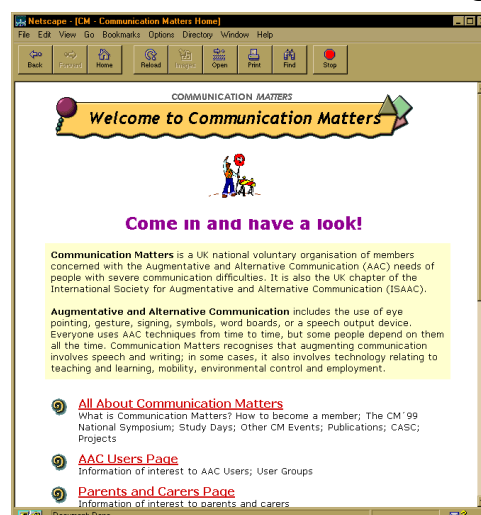 Netscape - [CM - Communication Matters Home]
File Edit View Go Bookmarks Options Directory Window Help
Back Forward Home Reload Images Open Print Find Stop
COMMUNICATION MATTERS
Welcome to Communication Matters
Come in and have a look!
Communication Matters is a UK national voluntary organisation of members
concerned with the Augmentative and Alternative Communication (AAC) needs of
people with severe communication difficulties. It is also the UK chapter of the
International Society for Augmentative and Alternative Communication (ISAAC).
Augmentative and Alternative Communication includes the use of eye
pointing, gesture, signing, symbols, word boards, or a speech output device.
Everyone uses AAC techniques from time to time, but some people depend on them
all the time. Communication Matters recognises that augmenting communication
involves speech and writing; in some cases, it also involves technology relating to
teaching and learning, mobility, environmental control and employment.
All About Communication Matters
What is Communication Matters? How to become a member; The CM´99
National Symposium; Study Days; Other CM Events; Publications; CASC;
Projects
AAC Users Page
Information of interest to AAC Users; User Groups
Parents and Carers Page
Information of interest to parents and carers
Document Done